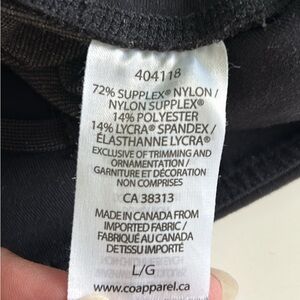 404118
72% SUPPLEX® NYLON /
NYLON SUPPLEX®
14% POLYESTER
14% LYCRA® SPANDEX /
ÉLASTHANNE LYCRA®
EXCLUSIVE OF TRIMMING AND
ORNAMENTATION /
GARNITURE ET DÉCORATION
NON COMPRISES
CA 38313
MADE IN CANADA FROM
IMPORTED FABRIC /
FABRIQUÉ AU CANADA
DE TISSU IMPORTÉ
L/G
www.coapparel.ca